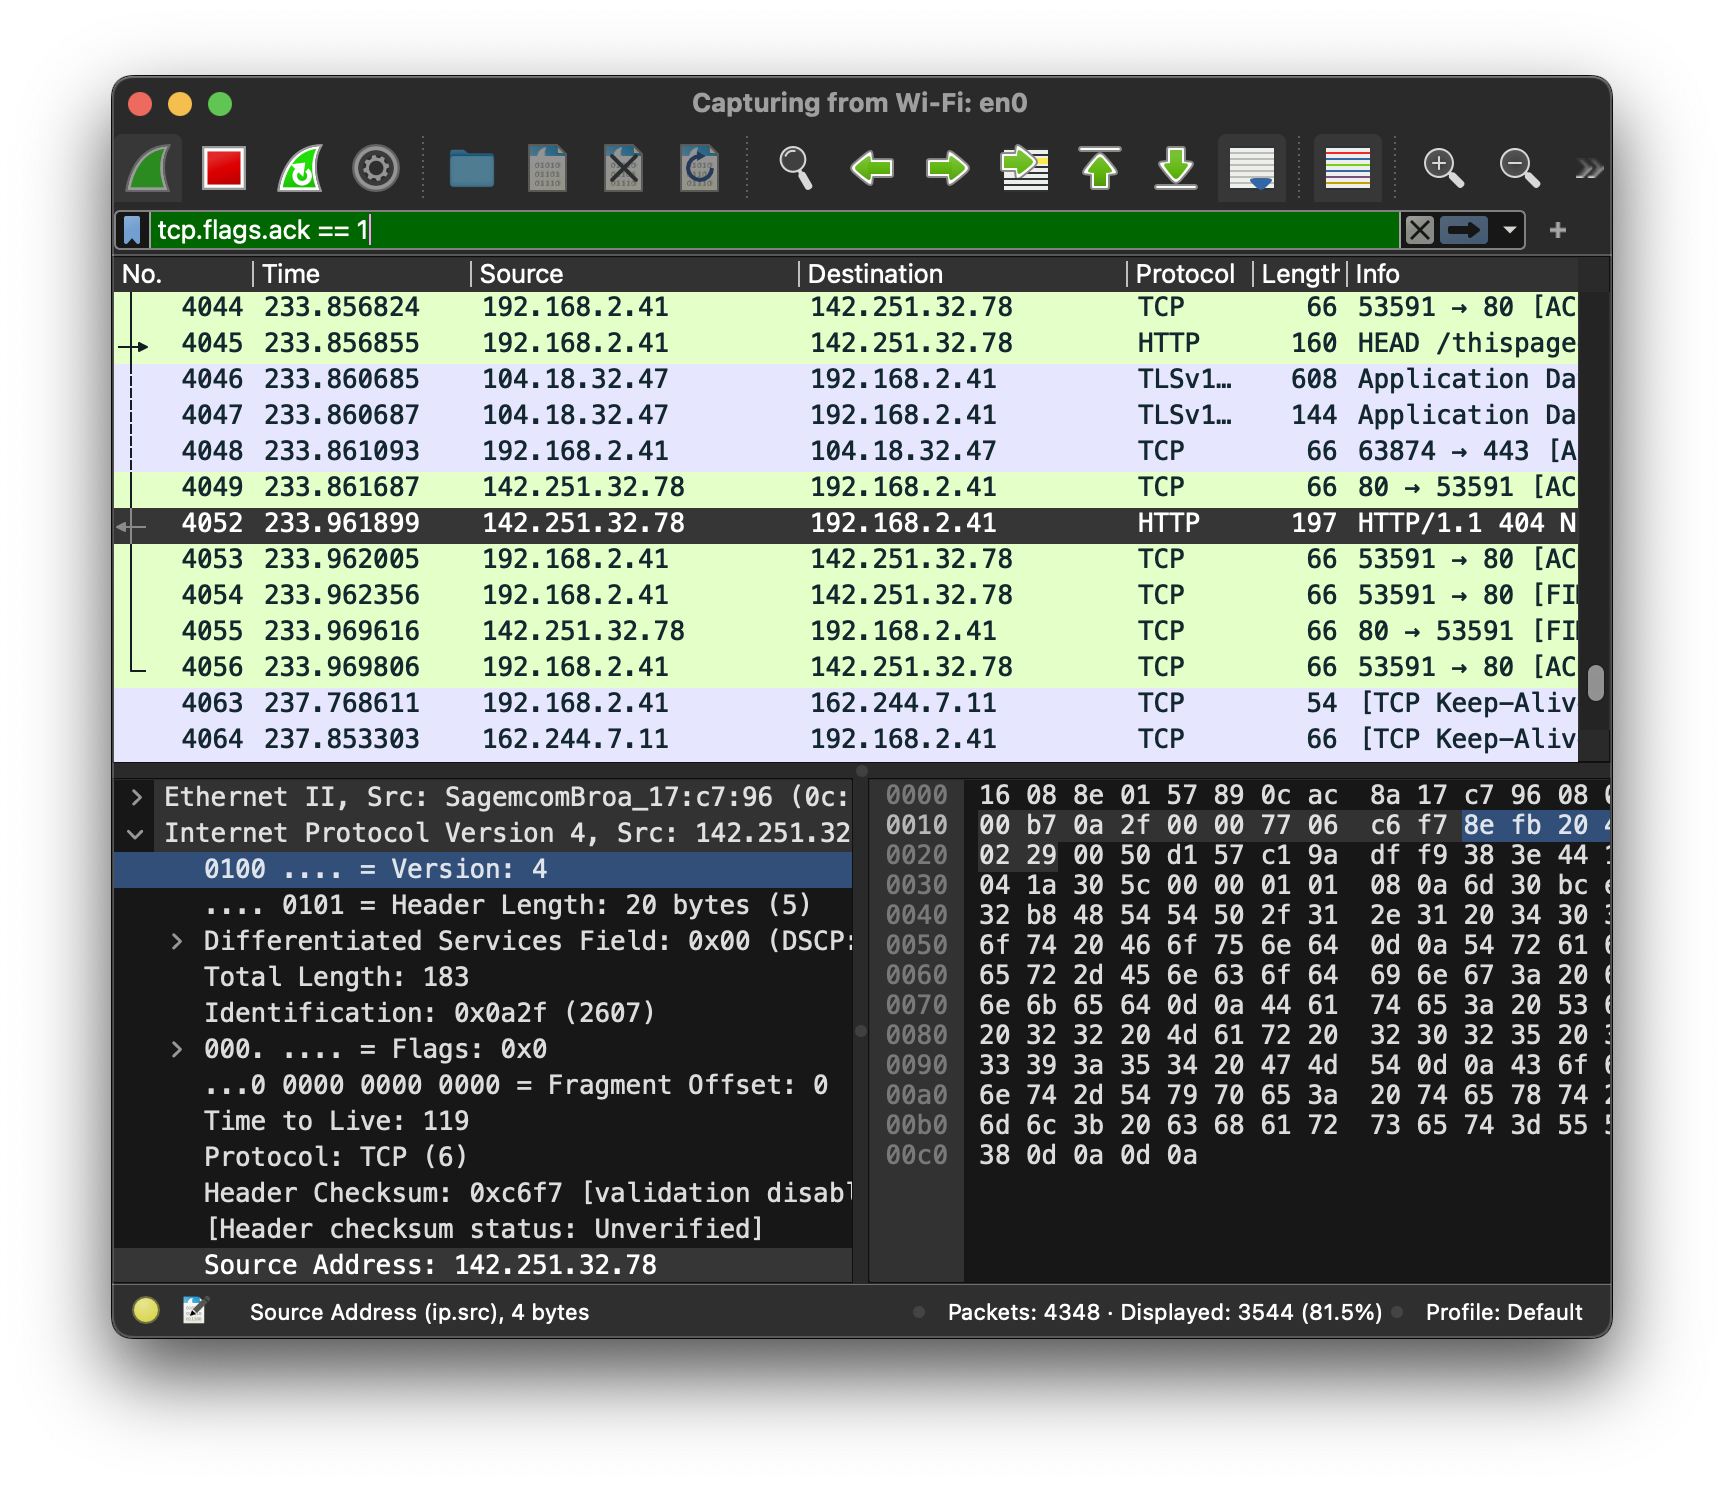 Capturing from Wi-Fi: en0
tcp.flags.ack == 1
No. Time Source Destination Protocol Length Info
4044 233.856824 192.168.2.41 142.251.32.78 TCP 66 53591 → 80 [AC
4045 233.856855 192.168.2.41 142.251.32.78 HTTP 160 HEAD /thispage
4046 233.860685 104.18.32.47 192.168.2.41 TLSv1… 608 Application Da
4047 233.860687 104.18.32.47 192.168.2.41 TLSv1… 144 Application Da
4048 233.861093 192.168.2.41 104.18.32.47 TCP 66 63874 → 443 [A
4049 233.861687 142.251.32.78 192.168.2.41 TCP 66 80 → 53591 [AC
4052 233.961899 142.251.32.78 192.168.2.41 HTTP 197 HTTP/1.1 404 N
4053 233.962005 192.168.2.41 142.251.32.78 TCP 66 53591 → 80 [AC
4054 233.962356 192.168.2.41 142.251.32.78 TCP 66 53591 → 80 [FIN
4055 233.969616 142.251.32.78 192.168.2.41 TCP 66 80 → 53591 [FIN
4056 233.969806 192.168.2.41 142.251.32.78 TCP 66 53591 → 80 [AC
4063 237.768611 192.168.2.41 162.244.7.11 TCP 54 [TCP Keep-Aliv
4064 237.853303 162.244.7.11 192.168.2.41 TCP 66 [TCP Keep-Aliv
Ethernet II, Src: SagemcomBroa_17:c7:96 (0c:
Internet Protocol Version 4, Src: 142.251.32
0100 .... = Version: 4
.... 0101 = Header Length: 20 bytes (5)
Differentiated Services Field: 0x00 (DSCP:
Total Length: 183
Identification: 0x0a2f (2607)
000. .... = Flags: 0x0
...0 0000 0000 0000 = Fragment Offset: 0
Time to Live: 119
Protocol: TCP (6)
Header Checksum: 0xc6f7 [validation disabl
[Header checksum status: Unverified]
Source Address: 142.251.32.78
0000 16 08 8e 01 57 89 0c ac 8a 17 c7 96 08
0010 00 b7 0a 2f 00 00 77 06 c6 f7 8e fb 20
0020 02 29 00 50 d1 57 c1 9a df f9 38 3e 44
0030 04 1a 30 5c 00 00 01 01 08 0a 6d 30 bc
0040 32 b8 48 54 54 50 2f 31 2e 31 20 34 30
0050 6f 74 20 46 6f 75 6e 64 0d 0a 54 72 61
0060 65 72 2d 45 6e 63 6f 64 69 6e 67 3a 20
0070 6e 6b 65 64 0d 0a 44 61 74 65 3a 20 53
0080 20 32 32 20 4d 61 72 20 32 30 32 35 20
0090 33 39 3a 35 34 20 47 4d 54 0d 0a 43 6f
00a0 6e 74 2d 54 79 70 65 3a 20 74 65 78 74
00b0 6d 6c 3b 20 63 68 61 72 73 65 74 3d 55
00c0 38 0d 0a 0d 0a
Source Address (ip.src), 4 bytes
Packets: 4348 · Displayed: 3544 (81.5%)
Profile: Default